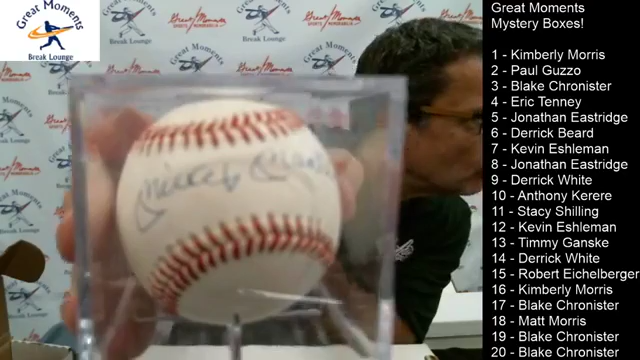 Great Moments
Break Lounge
Great Moments
Mystery Boxes!
1 - Kimberly Morris
2 - Paul Guzzo
3 - Blake Chronister
4 - Eric Tenney
5 - Jonathan Eastridge
6 - Derrick Beard
7 - Kevin Eshleman
8 - Jonathan Eastridge
9 - Derrick White
10 - Anthony Kerere
11 - Stacy Shilling
12 - Kevin Eshleman
13 - Timmy Ganske
14 - Derrick White
15 - Robert Eichelberger
16 - Kimberly Morris
17 - Blake Chronister
18 - Matt Morris
19 - Blake Chronister
20 - Blake Chronister